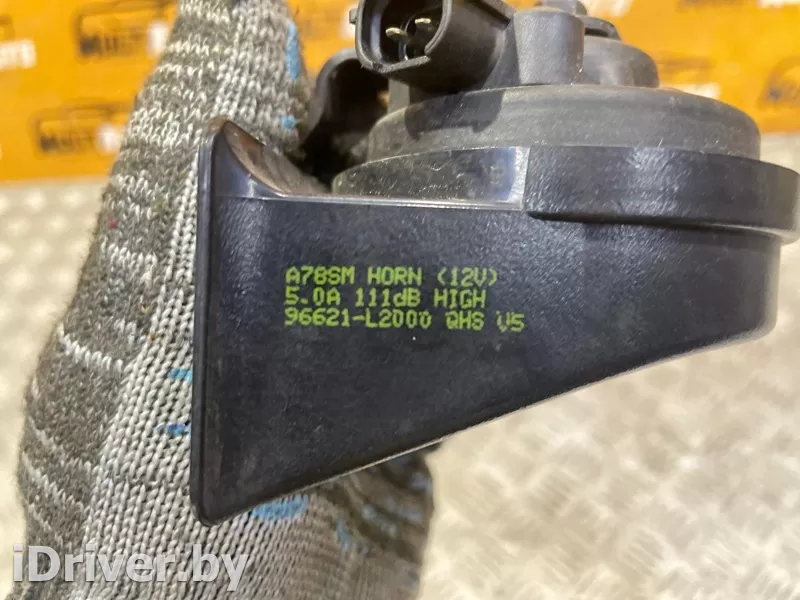 A78SM HORN (12V)
5.0A 111dB HIGH
96621-L2000 QHS V5
iDriver.by